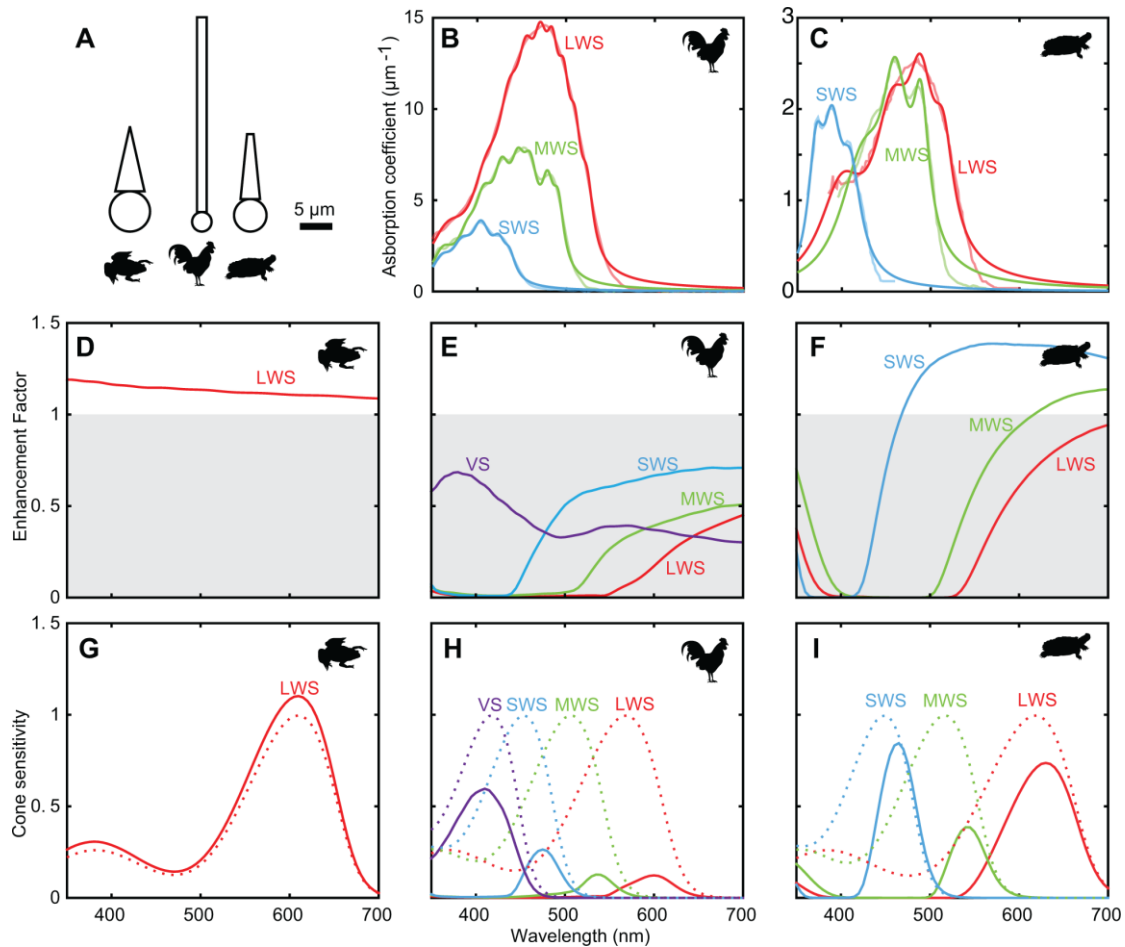 A
5 µm
B
LWS
MWS
SWS
Asborption coefficient (µm⁻¹)
15
10
5
0
C
SWS
MWS
LWS
3
2
1
0
D
LWS
Enhancement Factor
1. 5
1
0.5
0
E
VS
SWS
MWS
LWS
F
SWS
MWS
LWS
G
LWS
Cone sensitivity
1.5
1
0.5
0
400 500 600 700
H
VS SWS MWS LWS
400 500 600 700
I
SWS MWS LWS
400 500 600 700
Wavelength (nm)